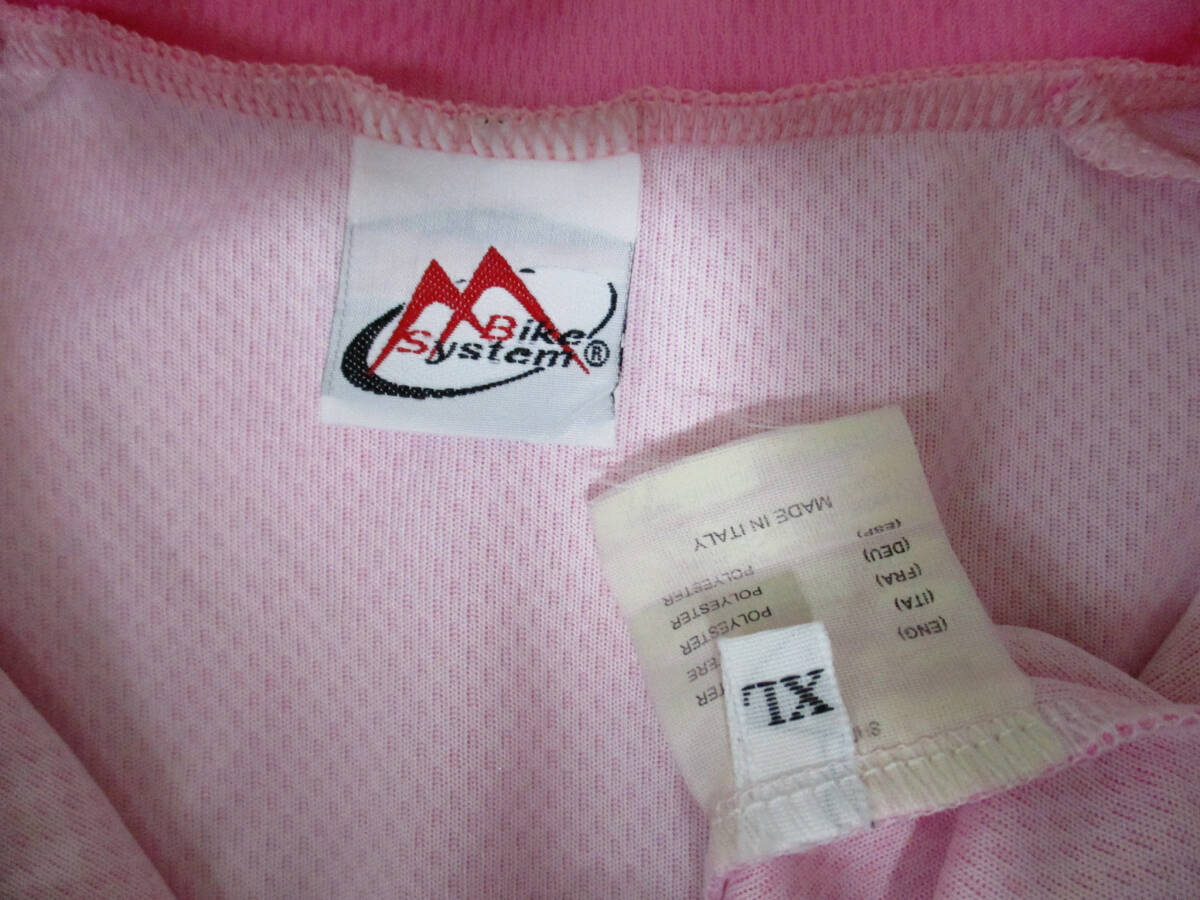 Bike
System®
XL
(ENG)
(ITA)
(FRA) POLYESTER
(DEU) POLYESTER
(ESP) POLYESTER
MADE IN ITALY